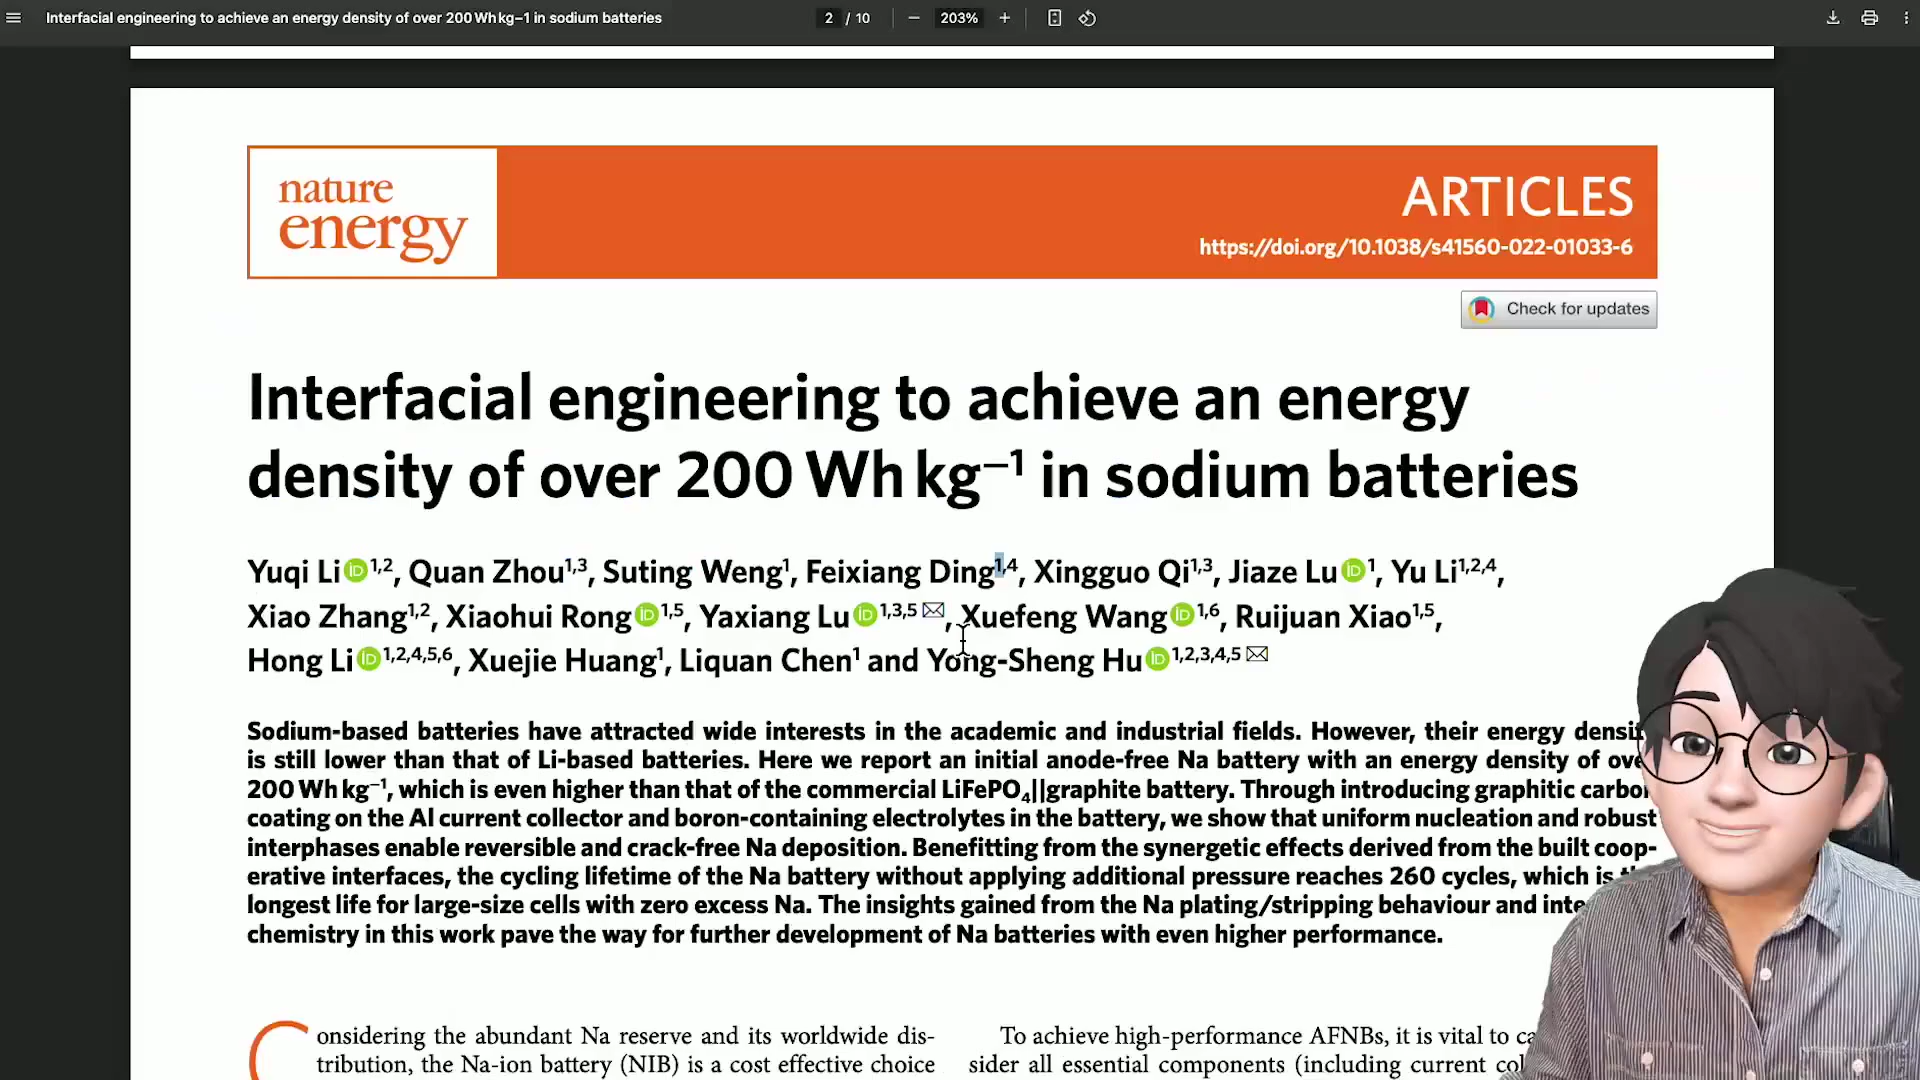 Interfacial engineering to achieve an energy density of over 200 Wh kg−1 in sodium batteries
2 / 10
203%
nature
energy
ARTICLES
https://doi.org/10.1038/s41560-022-01033-6
Check for updates
Interfacial engineering to achieve an energy
density of over 200 Wh kg−1 in sodium batteries
Yuqi Li iD 1,2, Quan Zhou1,3, Suting Weng1, Feixiang Ding1,4, Xingguo Qi1,3, Jiaze Lu iD 1, Yu Li1,2,4,
Xiao Zhang1,2, Xiaohui Rong iD 1,5, Yaxiang Lu iD 1,3,5 ✉, Xuefeng Wang iD 1,6, Ruijuan Xiao1,5,
Hong Li iD 1,2,4,5,6, Xuejie Huang1, Liquan Chen1 and Yong-Sheng Hu iD 1,2,3,4,5 ✉
Sodium-based batteries have attracted wide interests in the academic and industrial fields. However, their energy
is still lower than that of Li-based batteries. Here we report an initial anode-free Na battery with an energy density of
200 Wh kg−1, which is even higher than that of the commercial LiFePO4||graphite battery. Through introducing graphitic
coating on the Al current collector and boron-containing electrolytes in the battery, we show that uniform nucleation and robust
interphases enable reversible and crack-free Na deposition. Benefitting from the synergetic effects derived from the built coop-
erative interfaces, the cycling lifetime of the Na battery without applying additional pressure reaches 260 cycles, which is
longest life for large-size cells with zero excess Na. The insights gained from the Na plating/stripping behaviour and
chemistry in this work pave the way for further development of Na batteries with even higher performance.
Considering the abundant Na reserve and its worldwide dis-
tribution, the Na-ion battery (NIB) is a cost effective choice
To achieve high-performance AFNBs, it is vital to
sider all essential components (including current